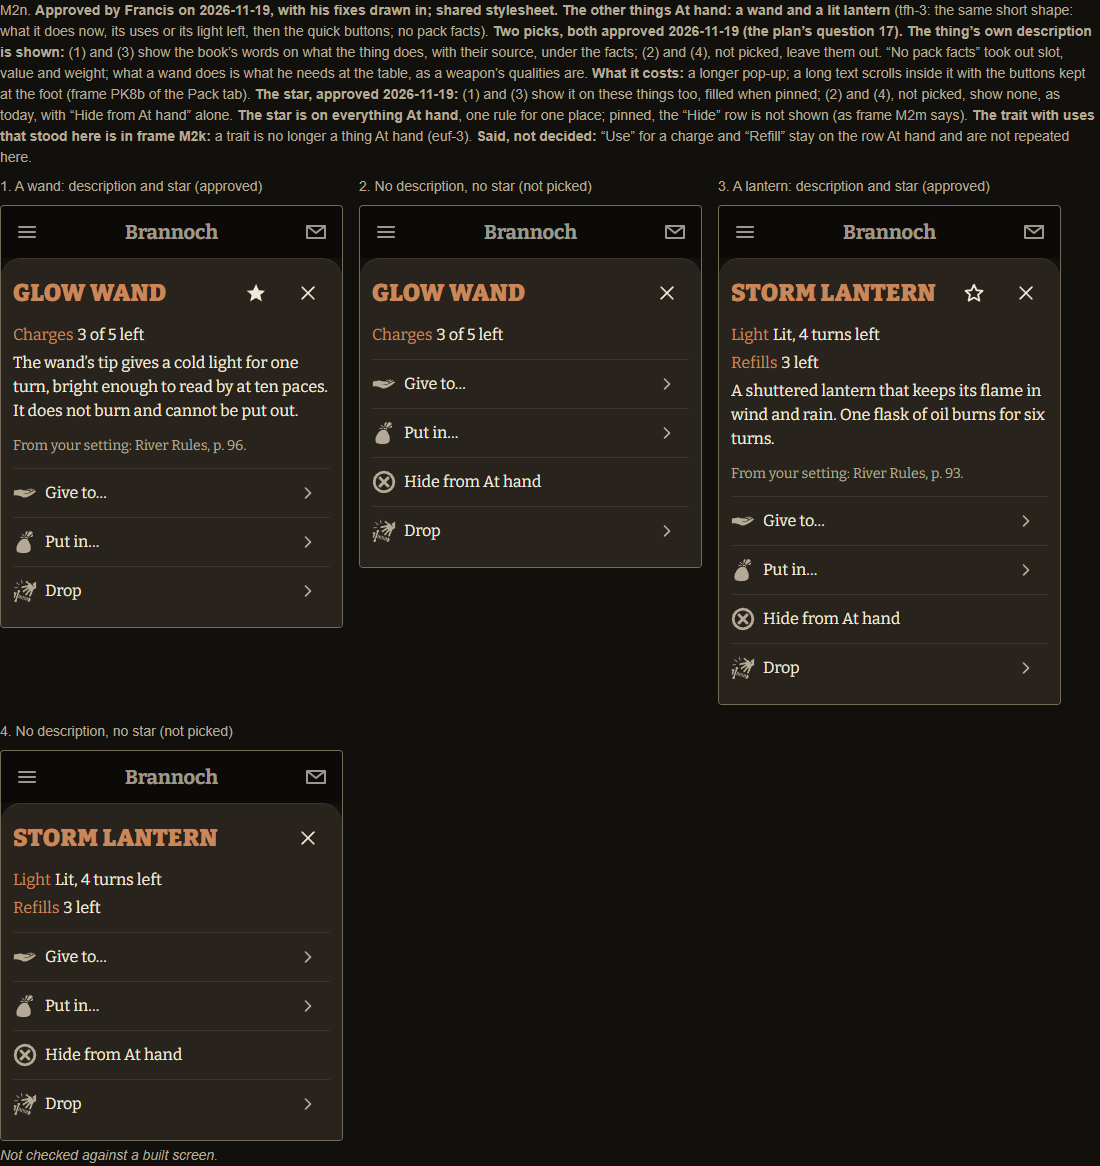 M2n. Approved by Francis on 2026-11-19, with his fixes drawn in; shared stylesheet. The other things At hand: a wand and a lit lantern (tfn-3: the same short shape:
what it does now, its uses or its light left, then the quick buttons; no pack facts). Two picks, both approved 2026-11-19 (the plan's question 17). The thing's own description
is shown: (1) and (3) show the book's words on what the thing does, with their source, under the facts; (2) and (4), not picked, leave them out. “No pack facts” took out slot,
value and weight; what a wand does is what he needs at the table, as a weapon's qualities are. What it costs: a longer pop-up; a long text scrolls inside it with the buttons kept
at the foot (frame PK8b of the Pack tab). The star, approved 2026-11-19: (1) and (3) show it on these things too, filled when pinned; (2) and (4), not picked, show none, as
today, with “Hide from At hand” alone. The star is on everything At hand, one rule for one place; pinned, the “Hide” row is not shown (as frame M2m says). The trait with uses
that stood here is in frame M2k: a trait is no longer a thing At hand (euf-3). Said, not decided: “Use” for a charge and “Refill” stay on the row At hand and are not repeated
here.
1. A wand: description and star (approved)
Brannoch
GLOW WAND
Charges 3 of 5 left
The wand's tip gives a cold light for one
turn, bright enough to read by at ten paces.
It does not burn and cannot be put out.
From your setting: River Rules, p. 96.
Give to...
Put in...
Drop
2. No description, no star (not picked)
Brannoch
GLOW WAND
Charges 3 of 5 left
Give to...
Put in...
Hide from At hand
Drop
3. A lantern: description and star (approved)
Brannoch
STORM LANTERN
Light Lit, 4 turns left
Refills 3 left
A shuttered lantern that keeps its flame in
wind and rain. One flask of oil burns for six
turns.
From your setting: River Rules, p. 93.
Give to...
Put in...
Hide from At hand
Drop
4. No description, no star (not picked)
Brannoch
STORM LANTERN
Light Lit, 4 turns left
Refills 3 left
Give to...
Put in...
Hide from At hand
Drop
Not checked against a built screen.